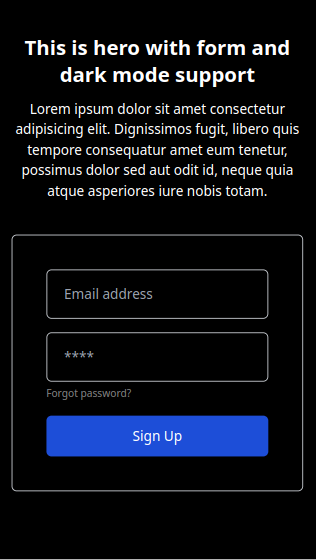 This is hero with form and
dark mode support
Lorem ipsum dolor sit amet consectetur
adipisicing elit. Dignissimos fugit, libero quis
tempore consequatur amet eum tenetur,
possimus dolor sed aut odit id, neque quia
atque asperiores iure nobis totam.
Email address
****
Forgot password?
Sign Up